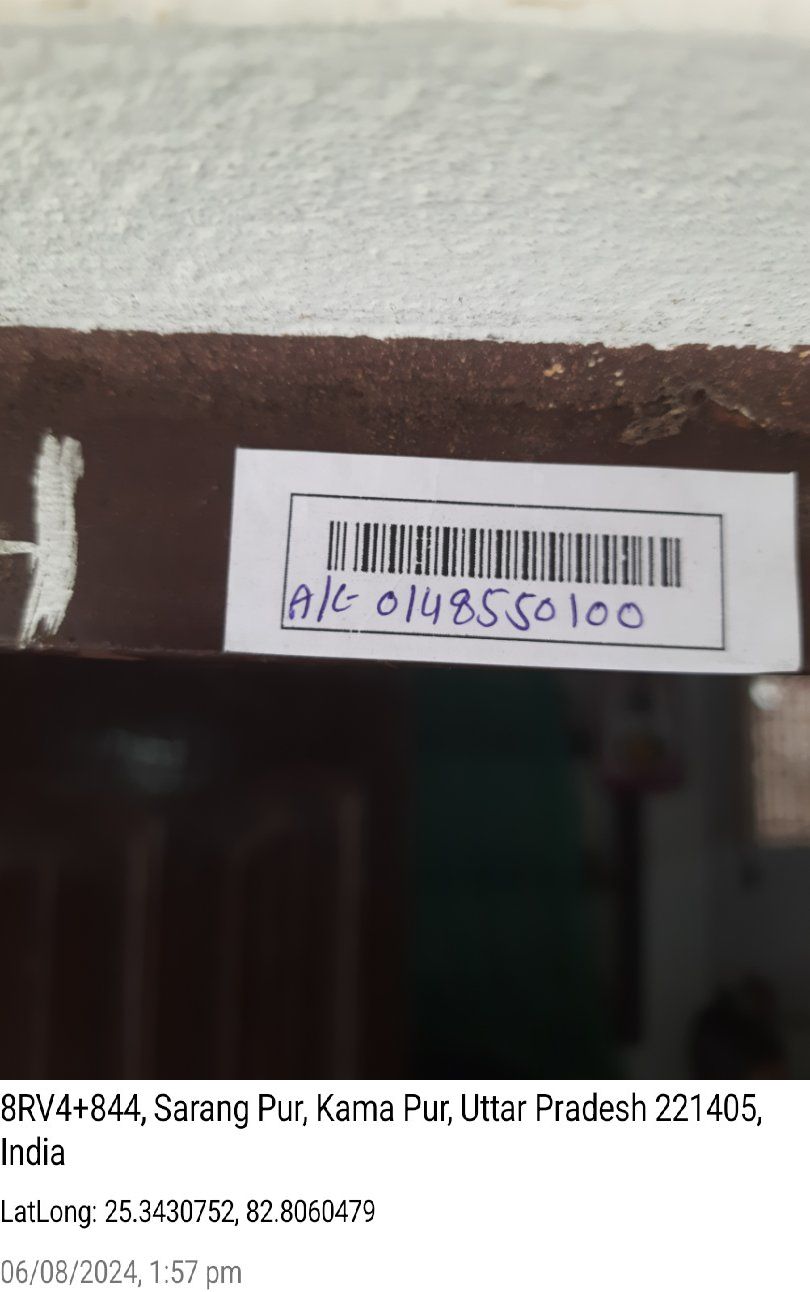 A/C 0148550100
8RV4+844, Sarang Pur, Kama Pur, Uttar Pradesh 221405,
India
LatLong: 25.3430752, 82.8060479
06/08/2024, 1:57 pm